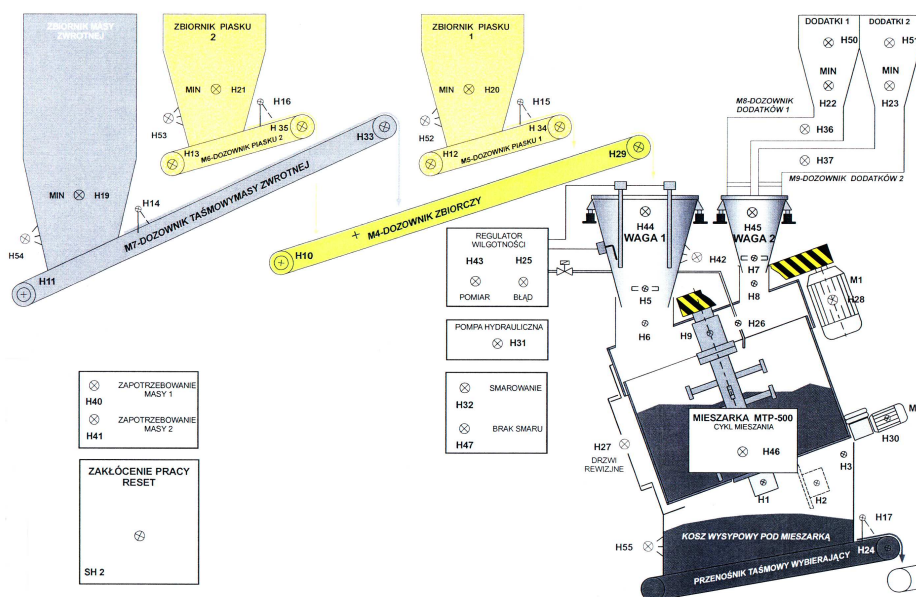 ZBIORNIK MASY
ZWROTNEJ
MIN
H19
H54
H11
H14
M7-DOZOWNIK TAŚMOWYMASY ZWROTNEJ
H33
ZBIORNIK PIASKU
2
MIN
H21
H53
H13
M6-DOZOWNIK PIASKU 2
H 35
H16
ZBIORNIK PIASKU
1
MIN
H20
H52
H12
M5-DOZOWNIK PIASKU 1
H 34
H15
H10
M4-DOZOWNIK ZBIORCZY
H29
DODATKI 1
DODATKI 2
H50
H51
MIN
MIN
H22
H23
M8-DOZOWNIK
DODATKÓW 1
H36
H37
M9-DOZOWNIK DODATKÓW 2
H44
WAGA 1
H45
WAGA 2
H42
H5
H6
H7
H8
M1
H28
H9
H26
REGULATOR
WILGOTNOŚCI
H43
H25
POMIAR
BŁĄD
POMPA HYDRAULICZNA
H31
SMAROWANIE
H32
BRAK SMARU
H47
ZAPOTRZEBOWANIE
MASY 1
H40
ZAPOTRZEBOWANIE
MASY 2
H41
ZAKŁÓCENIE PRACY
RESET
SH 2
MIESZARKA MTP-500
CYKL MIESZANIA
H46
H27
DRZWI
REWIZJNE
M
H30
H3
H1
H2
H17
KOSZ WYSYPOWY POD MIESZARKĄ
H55
H24
PRZENOŚNIK TAŚMOWY WYBIERAJĄCY